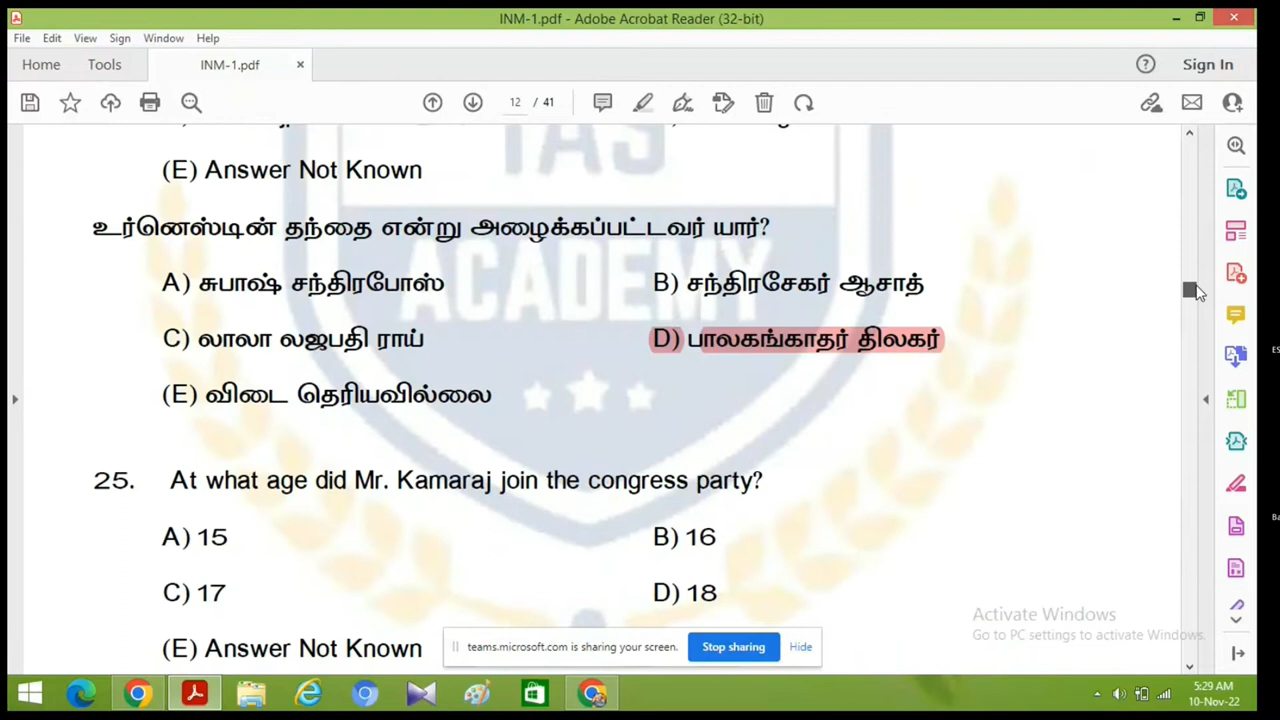 INM-1.pdf - Adobe Acrobat Reader (32-bit)
File Edit View Sign Window Help
Home Tools INM-1.pdf × Sign In
12 / 41
IAS
ACADEMY
(E) Answer Not Known
உர்னெஸ்டின் தந்தை என்று அழைக்கப்பட்டவர் யார்?
A) சுபாஷ் சந்திரபோஸ் B) சந்திரசேகர் ஆசாத்
C) லாலா லஜபதி ராய் D) பாலகங்காதர் திலகர்
(E) விடை தெரியவில்லை
25. At what age did Mr. Kamaraj join the congress party?
A) 15 B) 16
C) 17 D) 18
(E) Answer Not Known
Activate Windows
Go to PC settings to activate Windows.
teams.microsoft.com is sharing your screen. Stop sharing Hide
5:29 AM
10-Nov-22